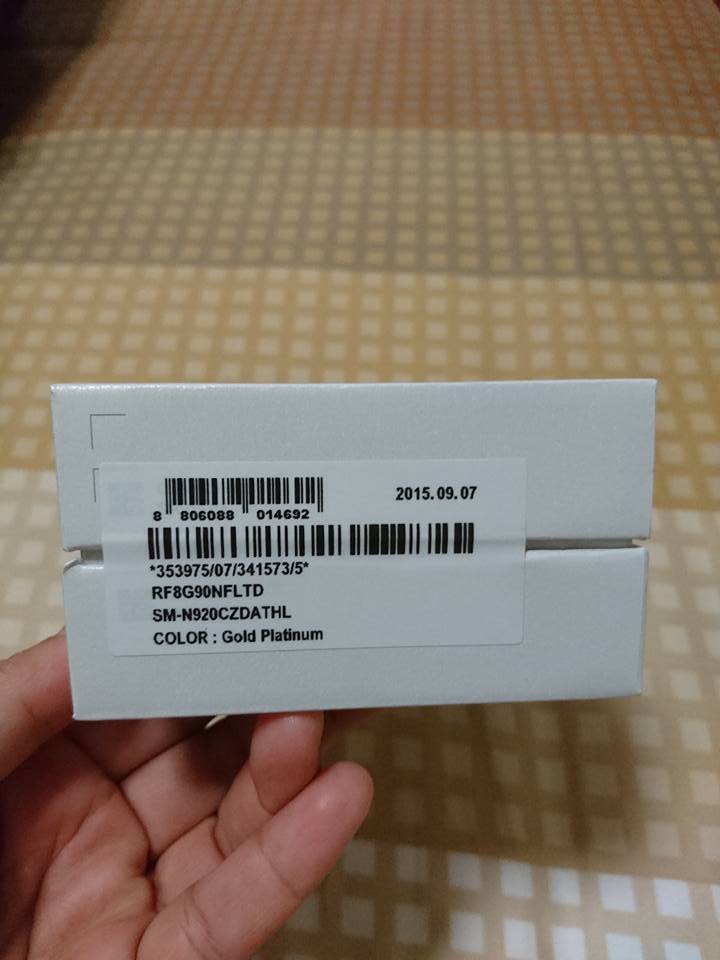 2015.09.07
8 806088 014692
*353975/07/341573/5*
RF8G90NFLTD
SM-N920CZDATHL
COLOR : Gold Platinum